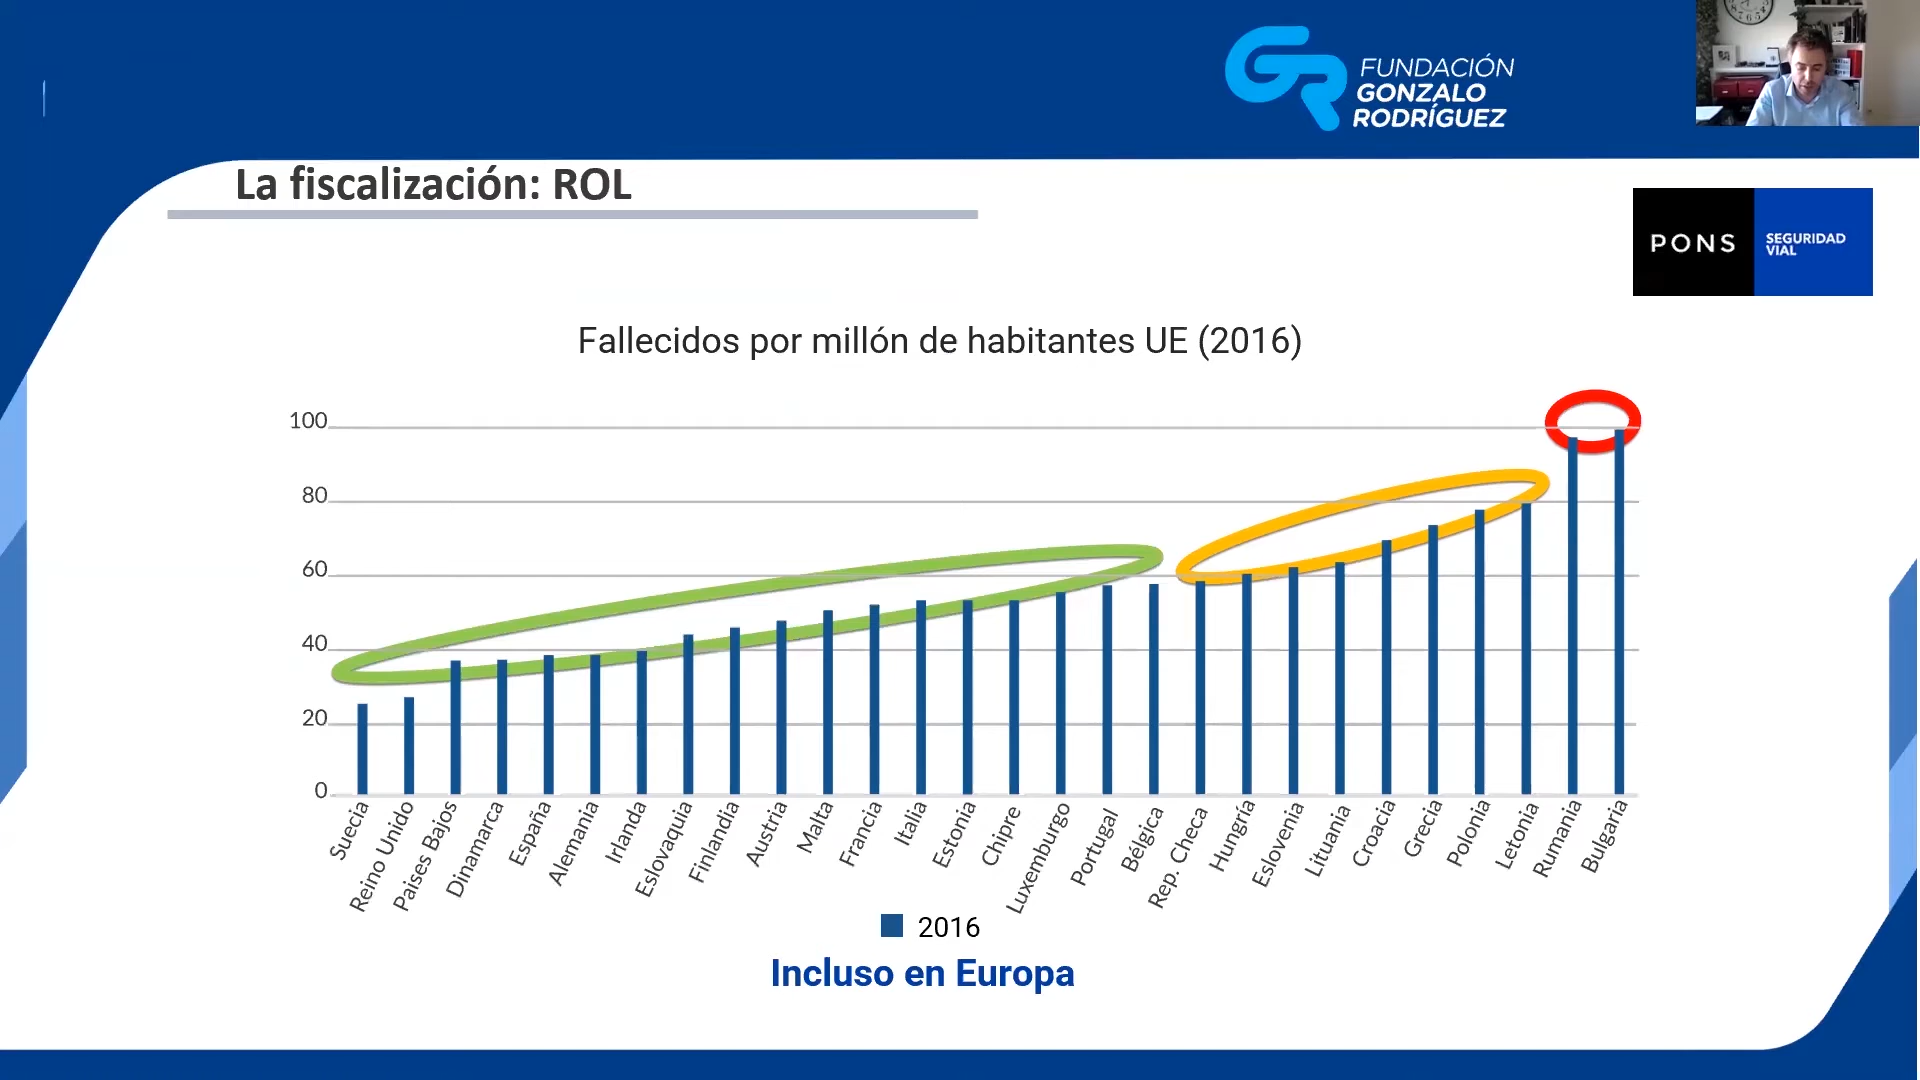 FUNDACIÓN
GONZALO
RODRÍGUEZ
La fiscalización: ROL
PONS
SEGURIDAD
VIAL
Fallecidos por millón de habitantes UE (2016)
100
80
60
40
20
0
Suecia
Reino Unido
Paises Bajos
Dinamarca
España
Alemania
Irlanda
Eslovaquia
Finlandia
Austria
Malta
Francia
Italia
Estonia
Chipre
Luxemburgo
Portugal
Bélgica
Rep. Checa
Hungría
Eslovenia
Lituania
Croacia
Grecia
Polonia
Letonia
Rumanía
Bulgaria
2016
Incluso en Europa